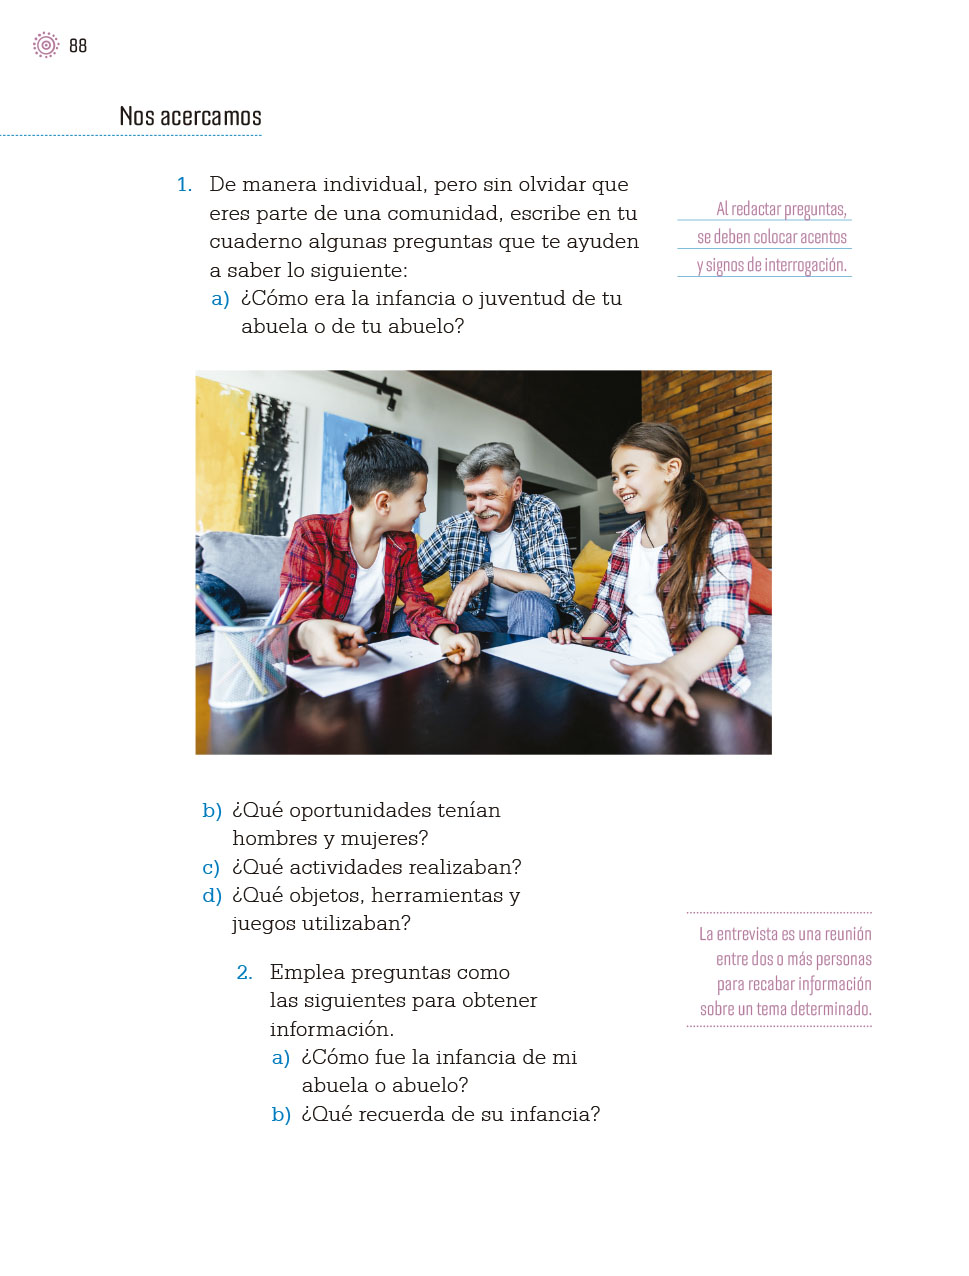 88
Nos acercamos
1. De manera individual, pero sin olvidar que
eres parte de una comunidad, escribe en tu
cuaderno algunas preguntas que te ayuden
a saber lo siguiente:
a) ¿Cómo era la infancia o juventud de tu
abuela o de tu abuelo?
Al redactar preguntas,
se deben colocar acentos
y signos de interrogación.
b) ¿Qué oportunidades tenían
hombres y mujeres?
c) ¿Qué actividades realizaban?
d) ¿Qué objetos, herramientas y
juegos utilizaban?
2. Emplea preguntas como
las siguientes para obtener
información.
a) ¿Cómo fue la infancia de mi
abuela o abuelo?
b) ¿Qué recuerda de su infancia?
La entrevista es una reunión
entre dos o más personas
para recabar información
sobre un tema determinado.